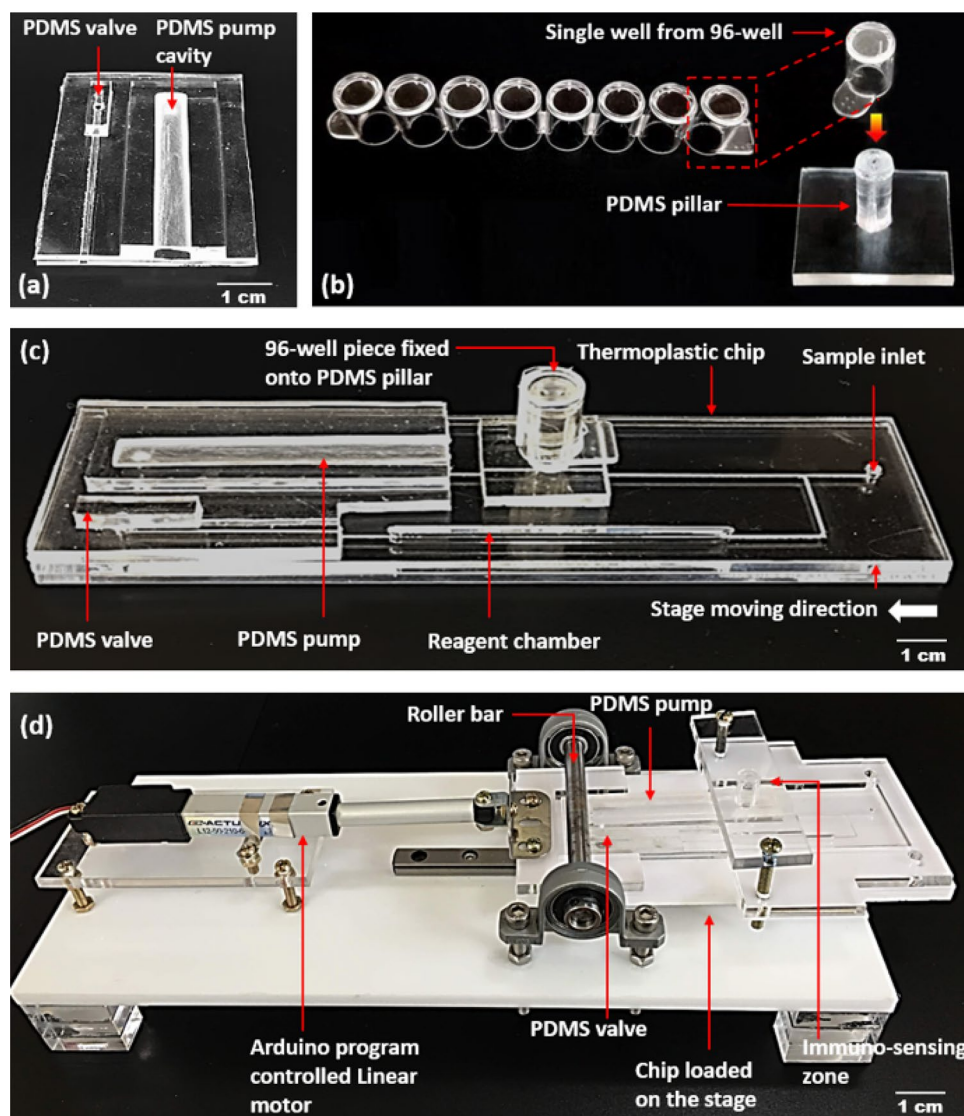 PDMS valve
PDMS pump
cavity
(a)
1 cm
Single well from 96-well
PDMS pillar
(b)
(c)
96-well piece fixed
onto PDMS pillar
Thermoplastic chip
Sample inlet
PDMS valve
PDMS pump
Reagent chamber
Stage moving direction
1 cm
(d)
Roller bar
PDMS pump
PDMS valve
Arduino program
controlled Linear
motor
Chip loaded
on the stage
Immuno-sensing
zone
1 cm